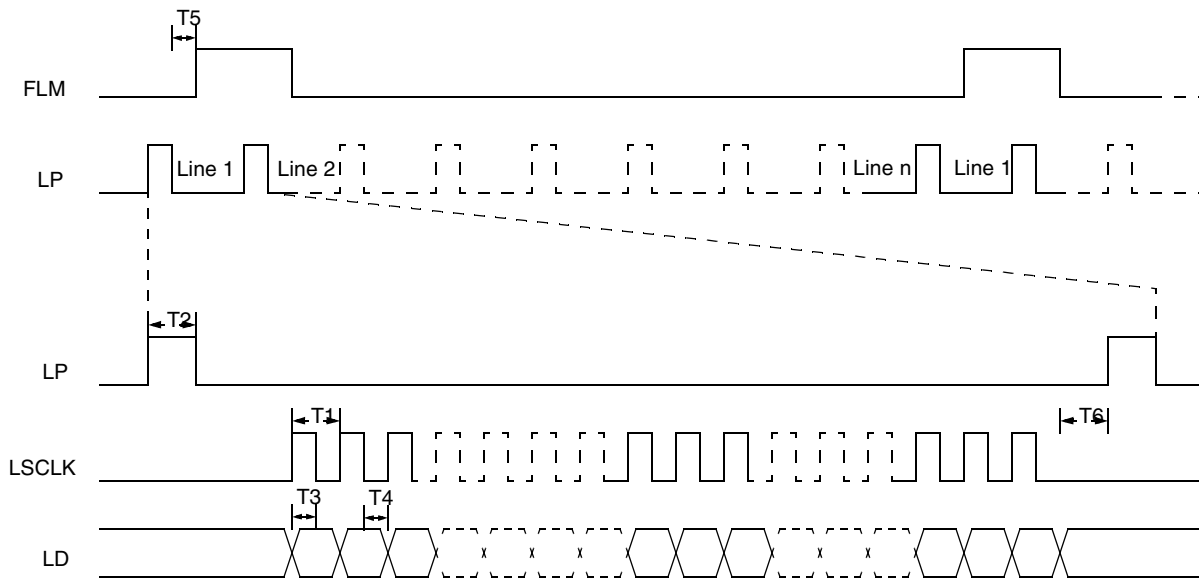 T5
FLM
LP
Line 1
Line 2
Line n
Line 1
T2
LP
T1
T6
LSCLK
T3
T4
LD